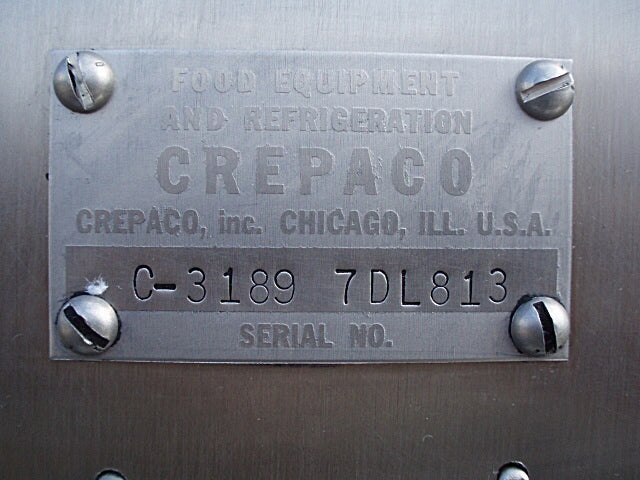 FOOD EQUIPMENT
AND REFRIGERATION
CREPACO
CREPACO, inc. CHICAGO, ILL. U.S.A.
C-3189 7DL813
SERIAL NO.